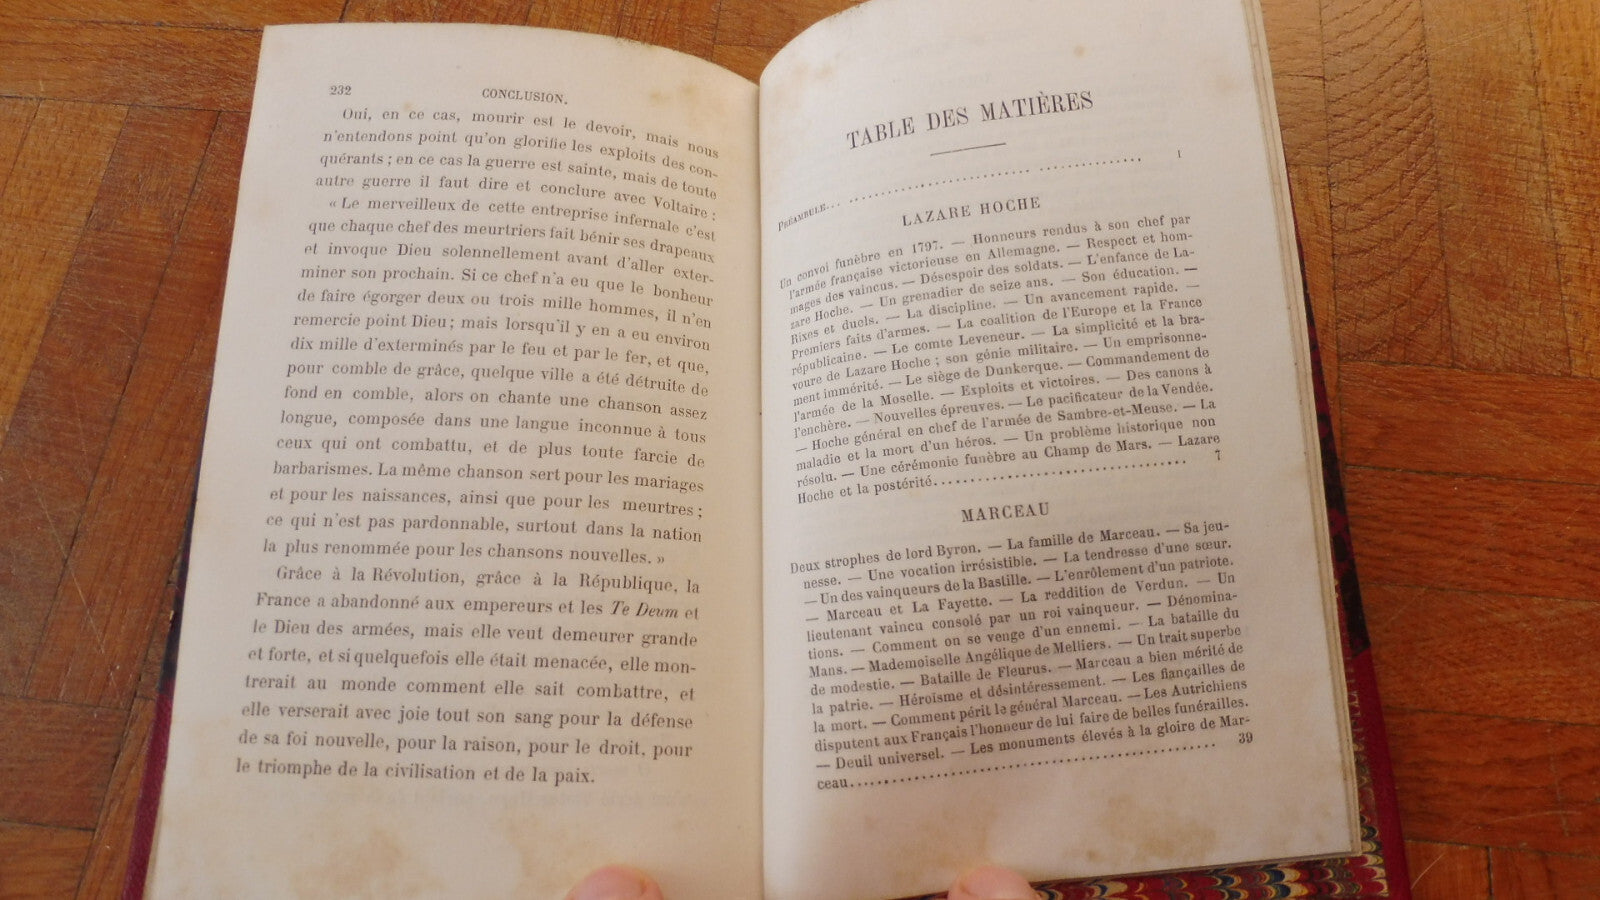 232 CONCLUSION.
Oui, en ce cas, mourir est le devoir, mais nous
n'entendons point qu'on glorifie les exploits des con-
quérants ; en ce cas la guerre est sainte, mais de toute
autre guerre il faut dire et conclure avec Voltaire :
« Le merveilleux de cette entreprise infernale c'est
que chaque chef des meurtriers fait bénir ses drapeaux
et invoque Dieu solennellement avant d'aller exter-
miner son prochain. Si ce chef n'a eu que le bonheur
de faire égorger deux ou trois mille hommes, il n'en
remercie point Dieu ; mais lorsqu'il y en a eu environ
dix mille d'exterminés par le feu et par le fer, et que,
pour comble de grâce, quelque ville a été détruite de
fond en comble, alors on chante une chanson assez
longue, composée dans une langue inconnue à tous
ceux qui ont combattu, et de plus toute farcie de
barbarismes. La même chanson sert pour les mariages
et pour les naissances, ainsi que pour les meurtres ;
ce qui n'est pas pardonnable, surtout dans la nation
la plus renommée pour les chansons nouvelles. »
Grâce à la Révolution, grâce à la République, la
France a abandonné aux empereurs et les Te Deum et
le Dieu des armées, mais elle veut demeurer grande
et forte, et si quelquefois elle était menacée, elle mon-
trerait au monde comment elle sait combattre, et
elle verserait avec joie tout son sang pour la défense
de sa foi nouvelle, pour la raison, pour le droit, pour
le triomphe de la civilisation et de la paix.
TABLE DES MATIÈRES
PRÉAMBULE... ........................ ............... 1
LAZARE HOCHE
Un convoi funèbre en 1797. — Honneurs rendus à son chef par
l'armée française victorieuse en Allemagne. — Respect et hom-
mages des vaincus. — Désespoir des soldats. — L'enfance de La-
zare Hoche. — Un grenadier de seize ans. — Son éducation. —
Rixes et duels. — La discipline. — Un avancement rapide. —
Premiers faits d'armes. — La coalition de l'Europe et la France
républicaine. — Le comte Leveneur. — La simplicité et la bra-
voure de Lazare Hoche ; son génie militaire. — Un emprisonne-
ment immérité. — Le siège de Dunkerque. — Commandement de
l'armée de la Moselle. — Exploits et victoires. — Des canons à
l'enchère. — Nouvelles épreuves. — Le pacificateur de la Vendée.
— Hoche général en chef de l'armée de Sambre-et-Meuse. — La
maladie et la mort d'un héros. — Un problème historique non
résolu. — Une cérémonie funèbre au Champ de Mars. — Lazare
Hoche et la postérité.................................. 7
MARCEAU
Deux strophes de lord Byron. — La famille de Marceau. — Sa jeu-
nesse. — Une vocation irrésistible. — La tendresse d'une sœur.
— Un des vainqueurs de la Bastille. — L'enrôlement d'un patriote.
— Marceau et La Fayette. — La reddition de Verdun. — Un
lieutenant vaincu consolé par un roi vainqueur. — Dénomina-
tions. — Comment on se venge d'un ennemi. — La bataille du
Mans. — Mademoiselle Angélique de Melliers. — Un trait superbe
de modestie. — Bataille de Fleurus. — Marceau a bien mérité de
la patrie. — Héroïsme et désintéressement. — Les fiançailles de
la mort. — Comment périt le général Marceau. — Les Autrichiens
disputent aux Français l'honneur de lui faire de belles funérailles.
— Deuil universel. — Les monuments élevés à la gloire de Mar-
ceau................................................ 39